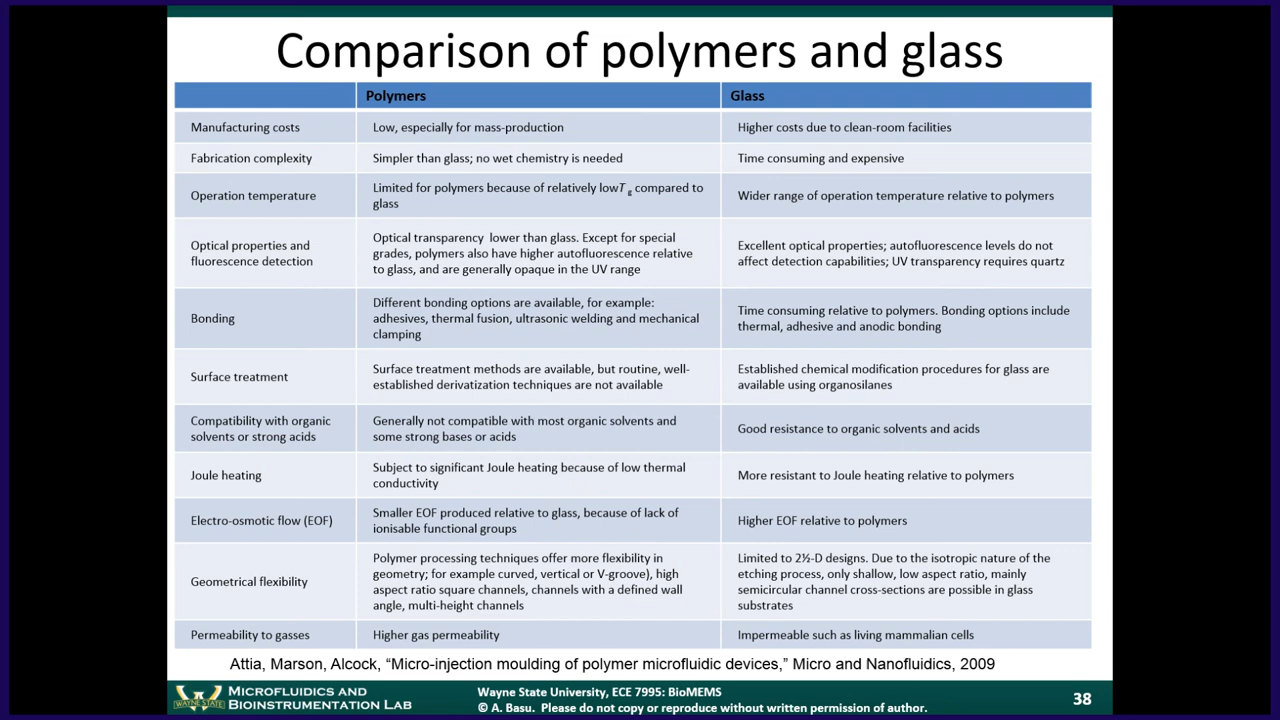 Comparison of polymers and glass
Polymers
Glass
Manufacturing costs
Low, especially for mass-production
Higher costs due to clean-room facilities
Fabrication complexity
Simpler than glass; no wet chemistry is needed
Time consuming and expensive
Operation temperature
Limited for polymers because of relatively lowT g compared to
glass
Wider range of operation temperature relative to polymers
Optical properties and
fluorescence detection
Optical transparency lower than glass. Except for special
grades, polymers also have higher autofluorescence relative
to glass, and are generally opaque in the UV range
Excellent optical properties; autofluorescence levels do not
affect detection capabilities; UV transparency requires quartz
Bonding
Different bonding options are available, for example:
adhesives, thermal fusion, ultrasonic welding and mechanical
clamping
Time consuming relative to polymers. Bonding options include
thermal, adhesive and anodic bonding
Surface treatment
Surface treatment methods are available, but routine, well-
established derivatization techniques are not available
Established chemical modification procedures for glass are
available using organosilanes
Compatibility with organic
solvents or strong acids
Generally not compatible with most organic solvents and
some strong bases or acids
Good resistance to organic solvents and acids
Joule heating
Subject to significant Joule heating because of low thermal
conductivity
More resistant to Joule heating relative to polymers
Electro-osmotic flow (EOF)
Smaller EOF produced relative to glass, because of lack of
ionisable functional groups
Higher EOF relative to polymers
Geometrical flexibility
Polymer processing techniques offer more flexibility in
geometry; for example curved, vertical or V-groove), high
aspect ratio square channels, channels with a defined wall
angle, multi-height channels
Limited to 2½-D designs. Due to the isotropic nature of the
etching process, only shallow, low aspect ratio, mainly
semicircular channel cross-sections are possible in glass
substrates
Permeability to gasses
Higher gas permeability
Impermeable such as living mammalian cells
Attia, Marson, Alcock, “Micro-injection moulding of polymer microfluidic devices,” Micro and Nanofluidics, 2009
WAYNE STATE
MICROFLUIDICS AND
BIOINSTRUMENTATION LAB
Wayne State University, ECE 7995: BioMEMS
© A. Basu. Please do not copy or reproduce without written permission of author.
38